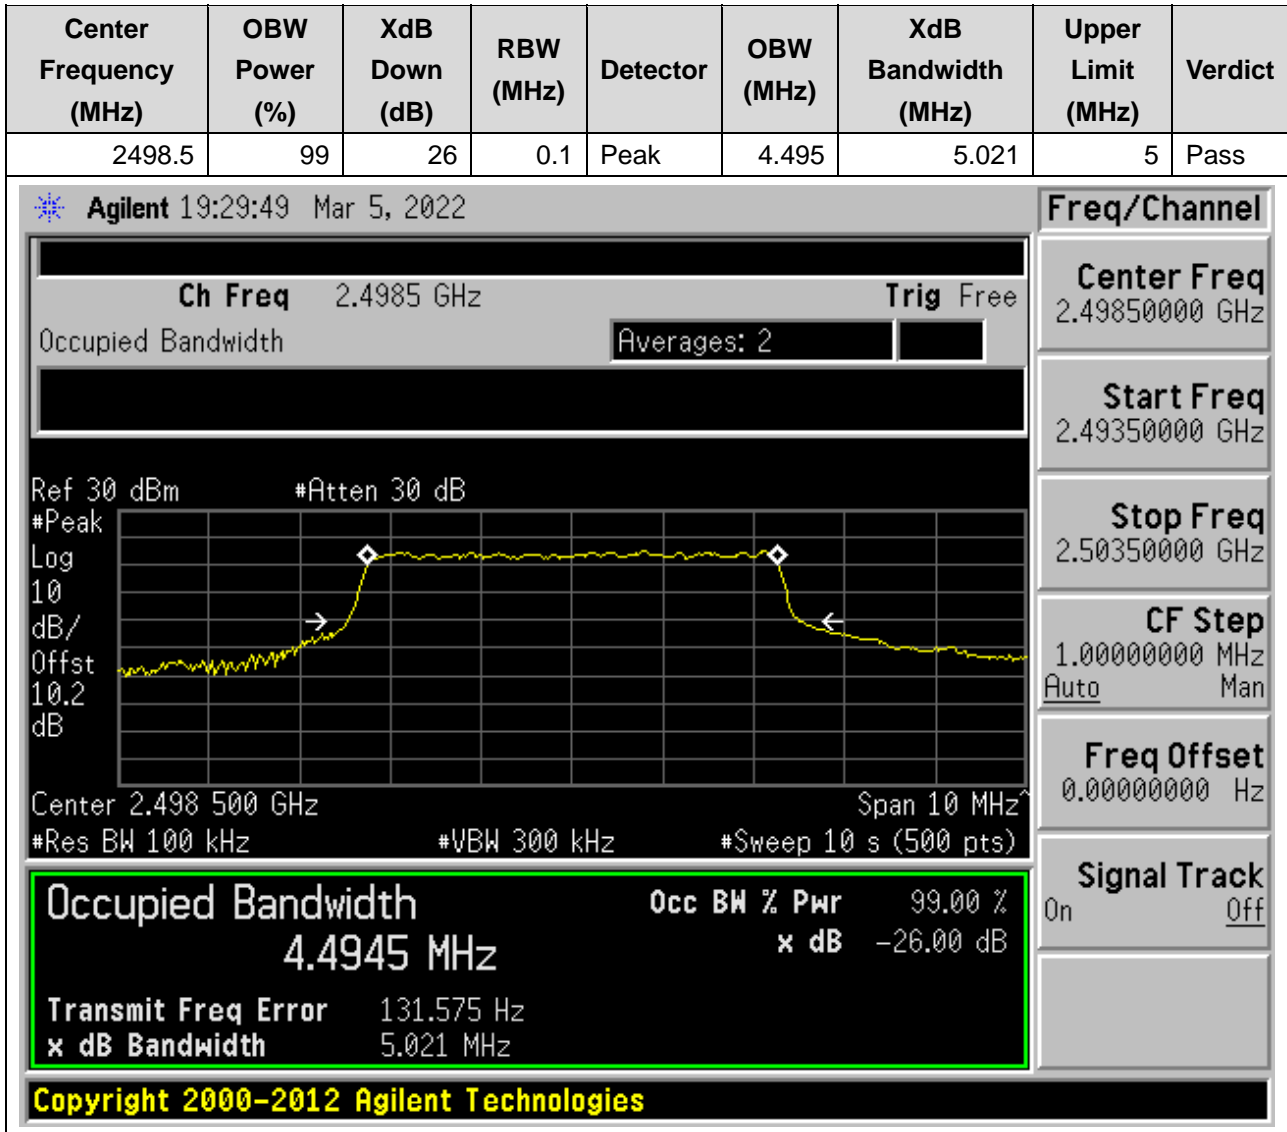 Center Frequency (MHz) OBW Power (%) XdB Down (dB) RBW (MHz) Detector OBW (MHz) XdB Bandwidth (MHz) Upper Limit (MHz) Verdict
2498.5 99 26 0.1 Peak 4.495 5.021 5 Pass
Agilent 19:29:49 Mar 5, 2022
Freq/Channel
Ch Freq 2.4985 GHz Trig Free
Occupied Bandwidth Averages: 2
Center Freq
2.49850000 GHz
Start Freq
2.49350000 GHz
Stop Freq
2.50350000 GHz
CF Step
1.00000000 MHz
Auto Man
Freq Offset
0.00000000 Hz
Signal Track
On Off
Ref 30 dBm #Atten 30 dB
#Peak
Log
10
dB/
Offst
10.2
dB
Center 2.498 500 GHz Span 10 MHz^
#Res BW 100 kHz #VBW 300 kHz #Sweep 10 s (500 pts)
Occupied Bandwidth Occ BW % Pwr 99.00 %
4.4945 MHz x dB -26.00 dB
Transmit Freq Error 131.575 Hz
x dB Bandwidth 5.021 MHz
Copyright 2000-2012 Agilent Technologies